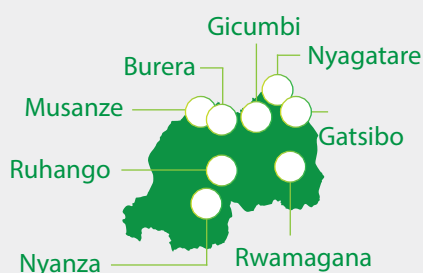 Gicumbi
Nyagatare
Burera
Musanze
Gatsibo
Ruhango
Nyanza
Rwamagana